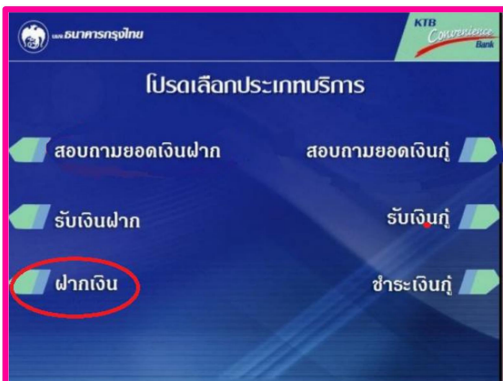 บมจ.ธนาคารกรุงไทย
KTB
Convenience
Bank
โปรดเลือกประเภทบริการ
สอบถามยอดเงินฝาก
สอบถามยอดเงินกู้
รับเงินฝาก
รับเงินกู้
ฝากเงิน
ชำระเงินกู้